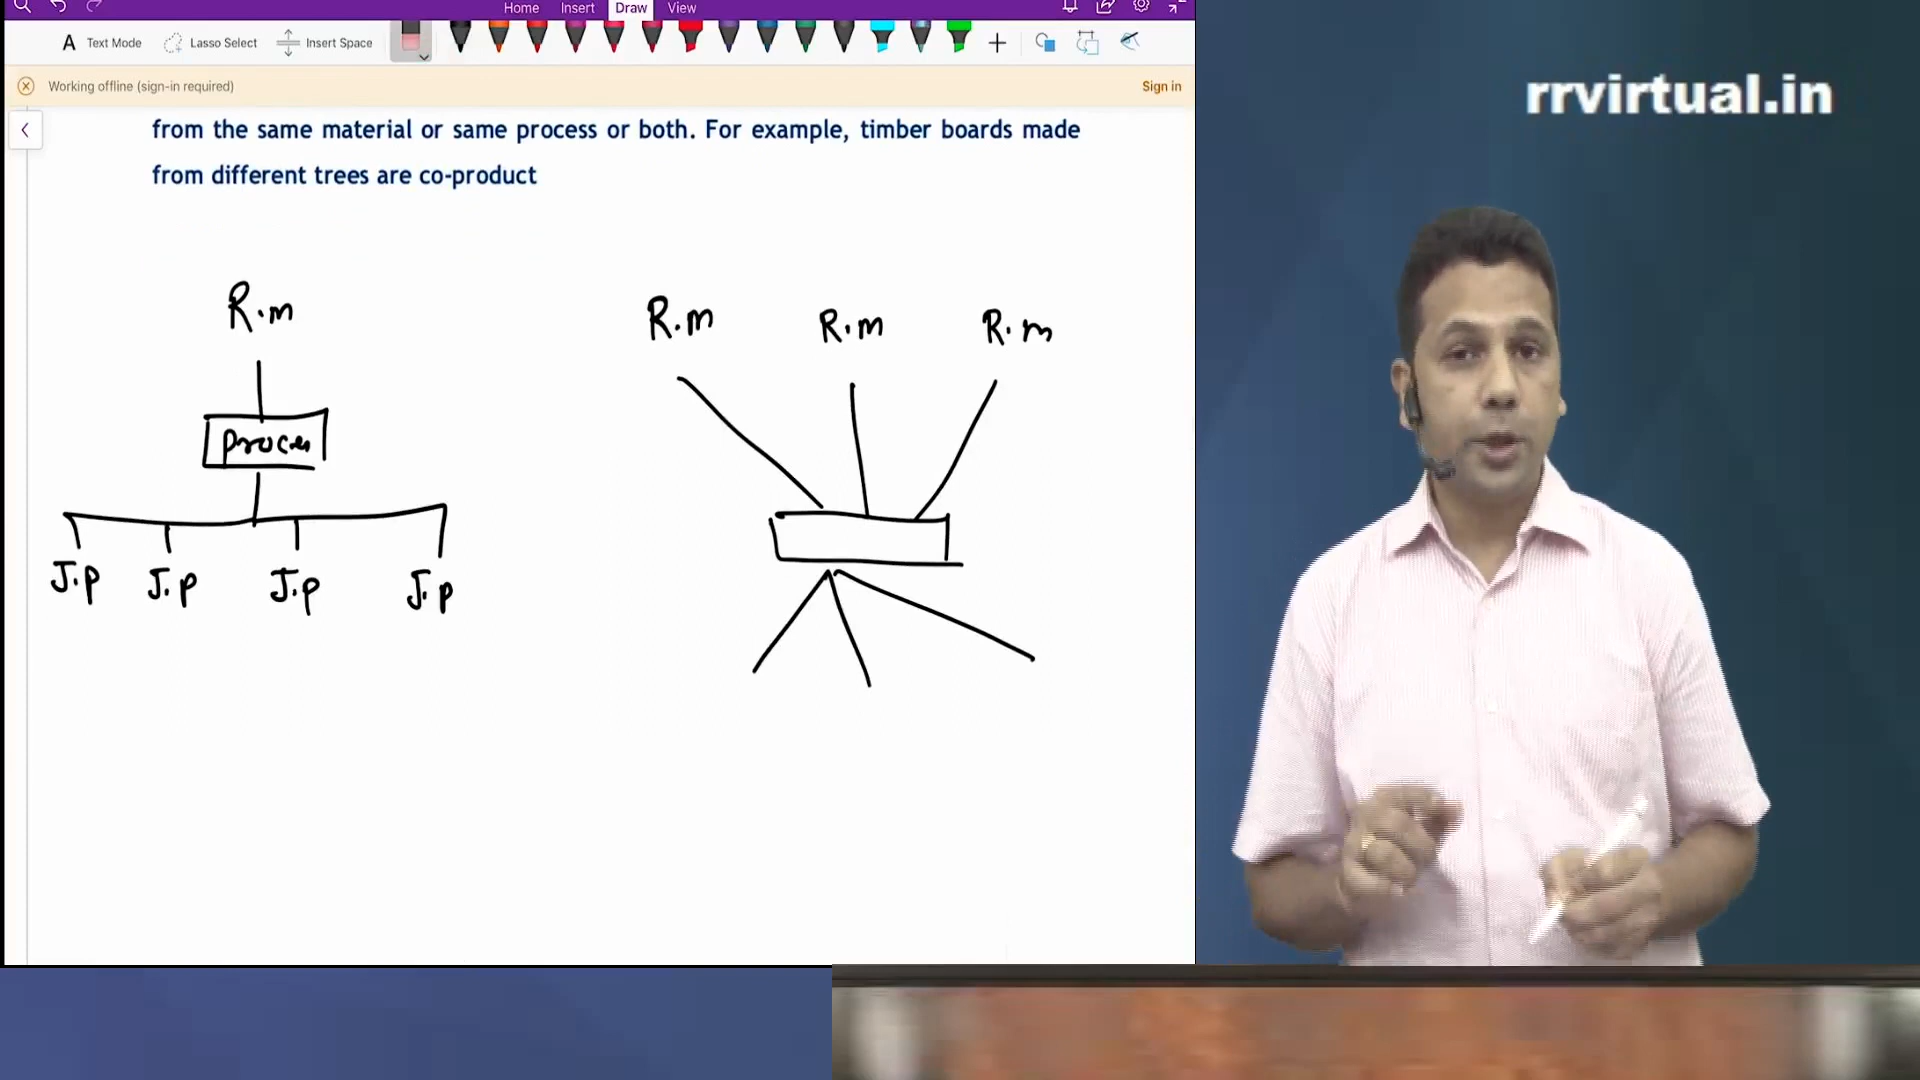 Home Insert Draw View
Text Mode Lasso Select Insert Space
Working offline (sign-in required) Sign in
rrvirtual.in
from the same material or same process or both. For example, timber boards made
from different trees are co-product
R.m R.m R.m R.m
proces
J.p J.p J.p J.p